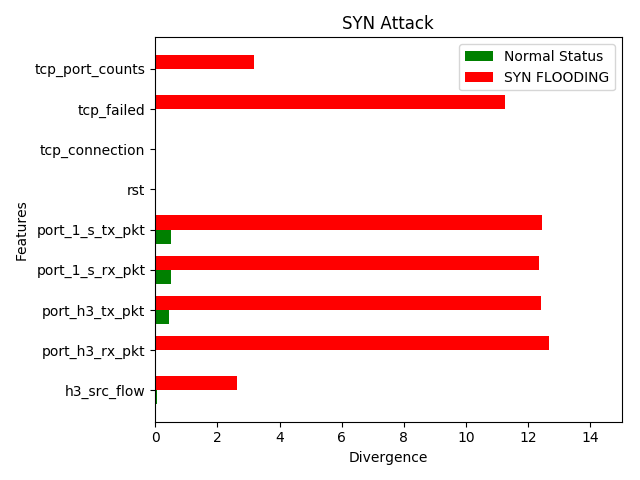 SYN Attack
Normal Status
SYN FLOODING
Features
tcp_port_counts
tcp_failed
tcp_connection
rst
port_1_s_tx_pkt
port_1_s_rx_pkt
port_h3_tx_pkt
port_h3_rx_pkt
h3_src_flow
0 2 4 6 8 10 12 14
Divergence